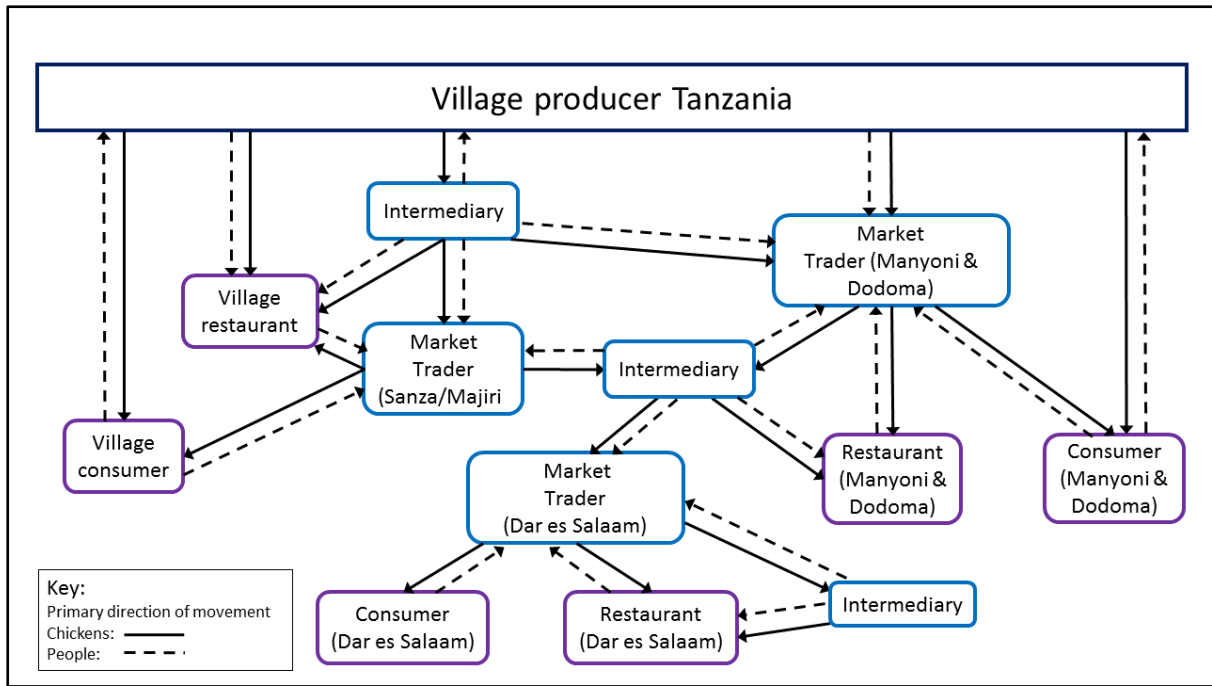 Village producer Tanzania
Intermediary
Market
Trader (Manyoni &
Dodoma)
Village
restaurant
Market
Trader
(Sanza/Majiri
Intermediary
Village
consumer
Restaurant
(Manyoni &
Dodoma)
Consumer
(Manyoni &
Dodoma)
Market
Trader
(Dar es Salaam)
Consumer
(Dar es Salaam)
Restaurant
(Dar es Salaam)
Intermediary
Key:
Primary direction of movement
Chickens:
People: